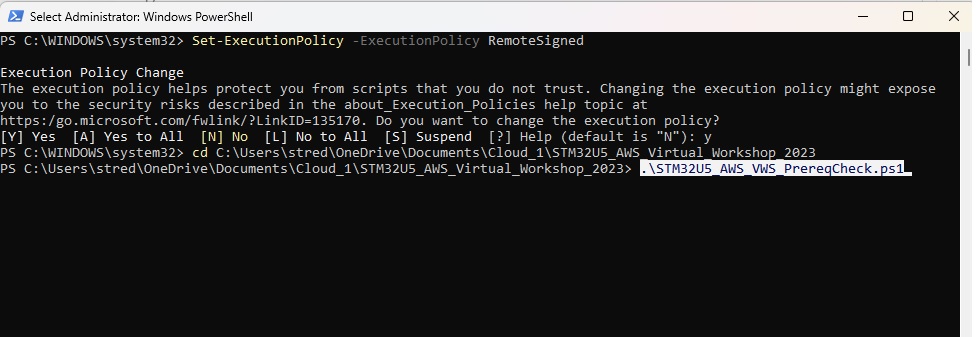 Select Administrator: Windows PowerShell
PS C:\WINDOWS\system32> Set-ExecutionPolicy -ExecutionPolicy RemoteSigned
Execution Policy Change
The execution policy helps protect you from scripts that you do not trust. Changing the execution policy might expose
you to the security risks described in the about_Execution_Policies help topic at
https:/go.microsoft.com/fwlink/?LinkID=135170. Do you want to change the execution policy?
[Y] Yes  [A] Yes to All  [N] No  [L] No to All  [S] Suspend  [?] Help (default is "N"): y
PS C:\WINDOWS\system32> cd C:\Users\stred\OneDrive\Documents\Cloud_1\STM32U5_AWS_Virtual_Workshop_2023
PS C:\Users\stred\OneDrive\Documents\Cloud_1\STM32U5_AWS_Virtual_Workshop_2023> .\STM32U5_AWS_VWS_PrereqCheck.ps1